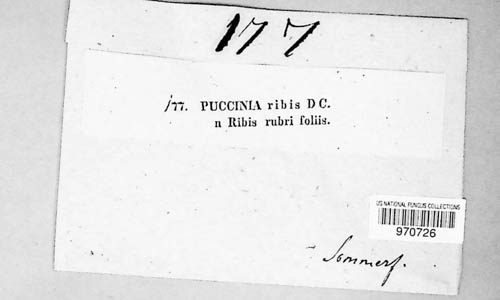 177
177. PUCCINIA ribis DC.
n Ribis rubri foliis.
US NATIONAL FUNGUS COLLECTIONS
970726
Sommerf.